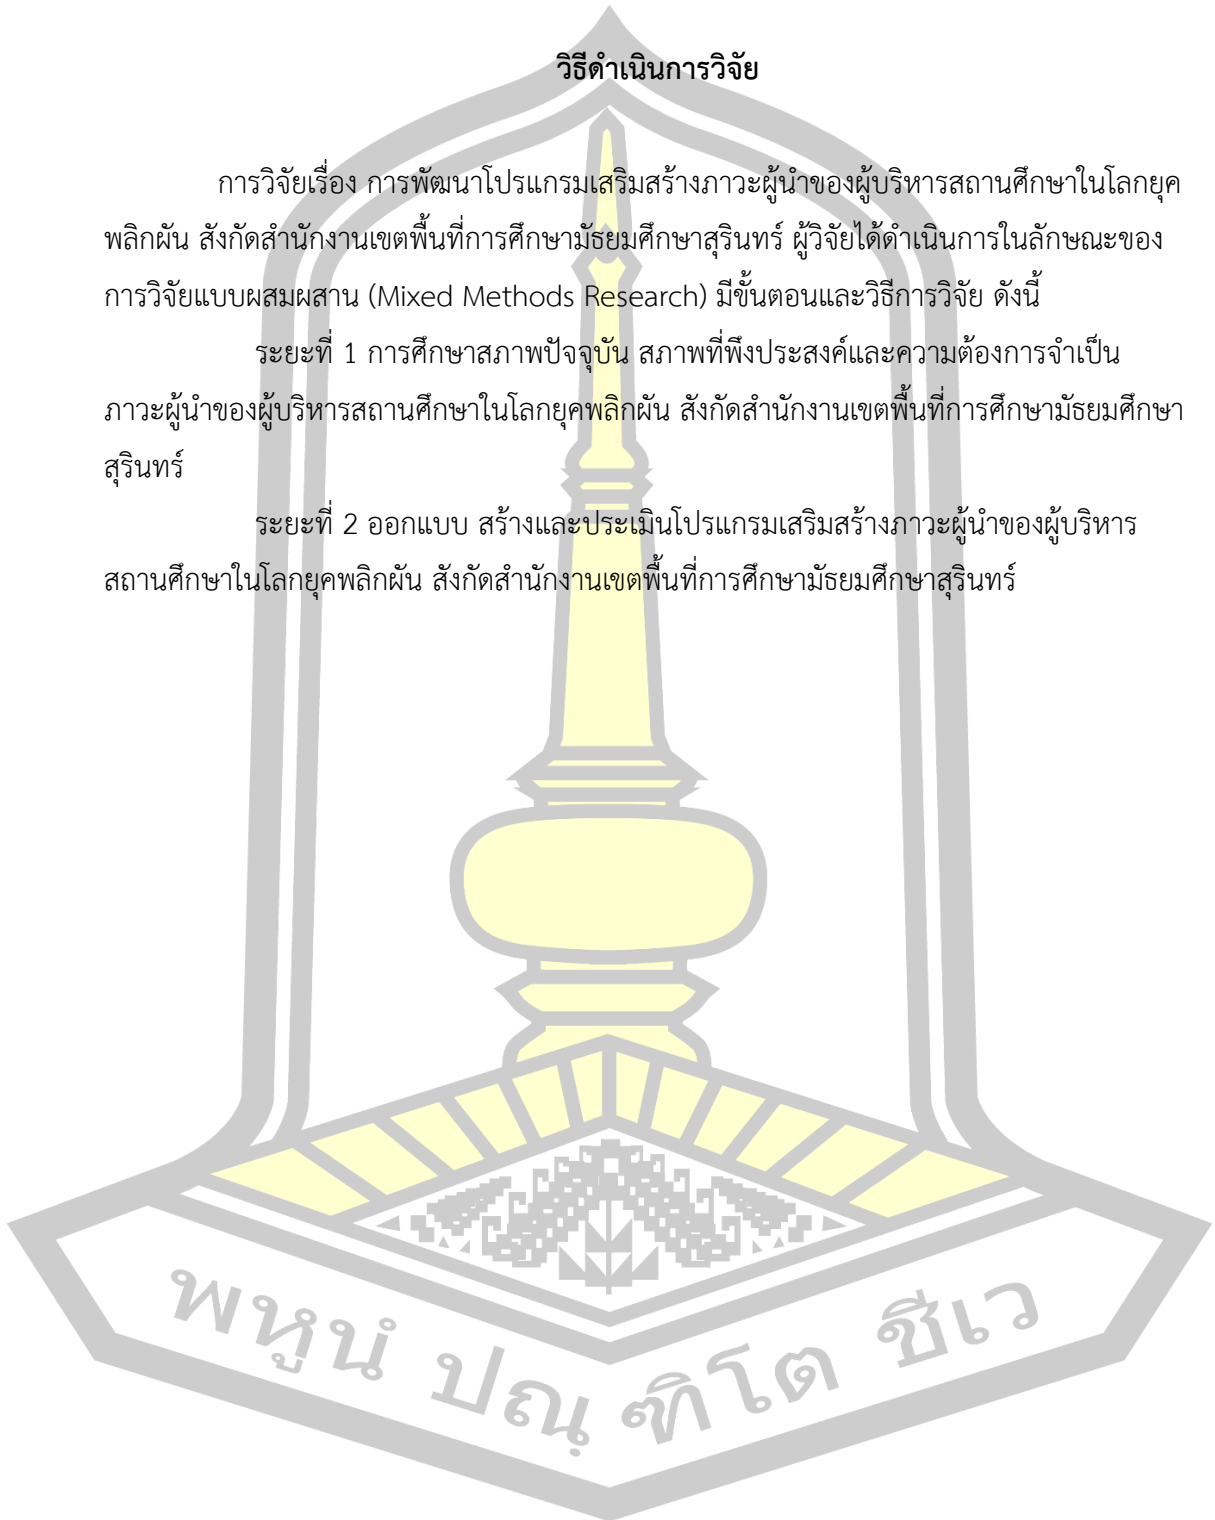 วิธีดำเนินการวิจัย
การวิจัยเรื่อง การพัฒนาโปรแกรมเสริมสร้างภาวะผู้นำของผู้บริหารสถานศึกษาในโลกยุค
พลิกผัน สังกัดสำนักงานเขตพื้นที่การศึกษามัธยมศึกษาสุรินทร์ ผู้วิจัยได้ดำเนินการในลักษณะของ
การวิจัยแบบผสมผสาน (Mixed Methods Research) มีขั้นตอนและวิธีการวิจัย ดังนี้
ระยะที่ 1 การศึกษาสภาพปัจจุบัน สภาพที่พึงประสงค์และความต้องการจำเป็น
ภาวะผู้นำของผู้บริหารสถานศึกษาในโลกยุคพลิกผัน สังกัดสำนักงานเขตพื้นที่การศึกษามัธยมศึกษา
สุรินทร์
ระยะที่ 2 ออกแบบ สร้างและประเมินโปรแกรมเสริมสร้างภาวะผู้นำของผู้บริหาร
สถานศึกษาในโลกยุคพลิกผัน สังกัดสำนักงานเขตพื้นที่การศึกษามัธยมศึกษาสุรินทร์
พหูนํ ปณฺฑิโต ชีเว